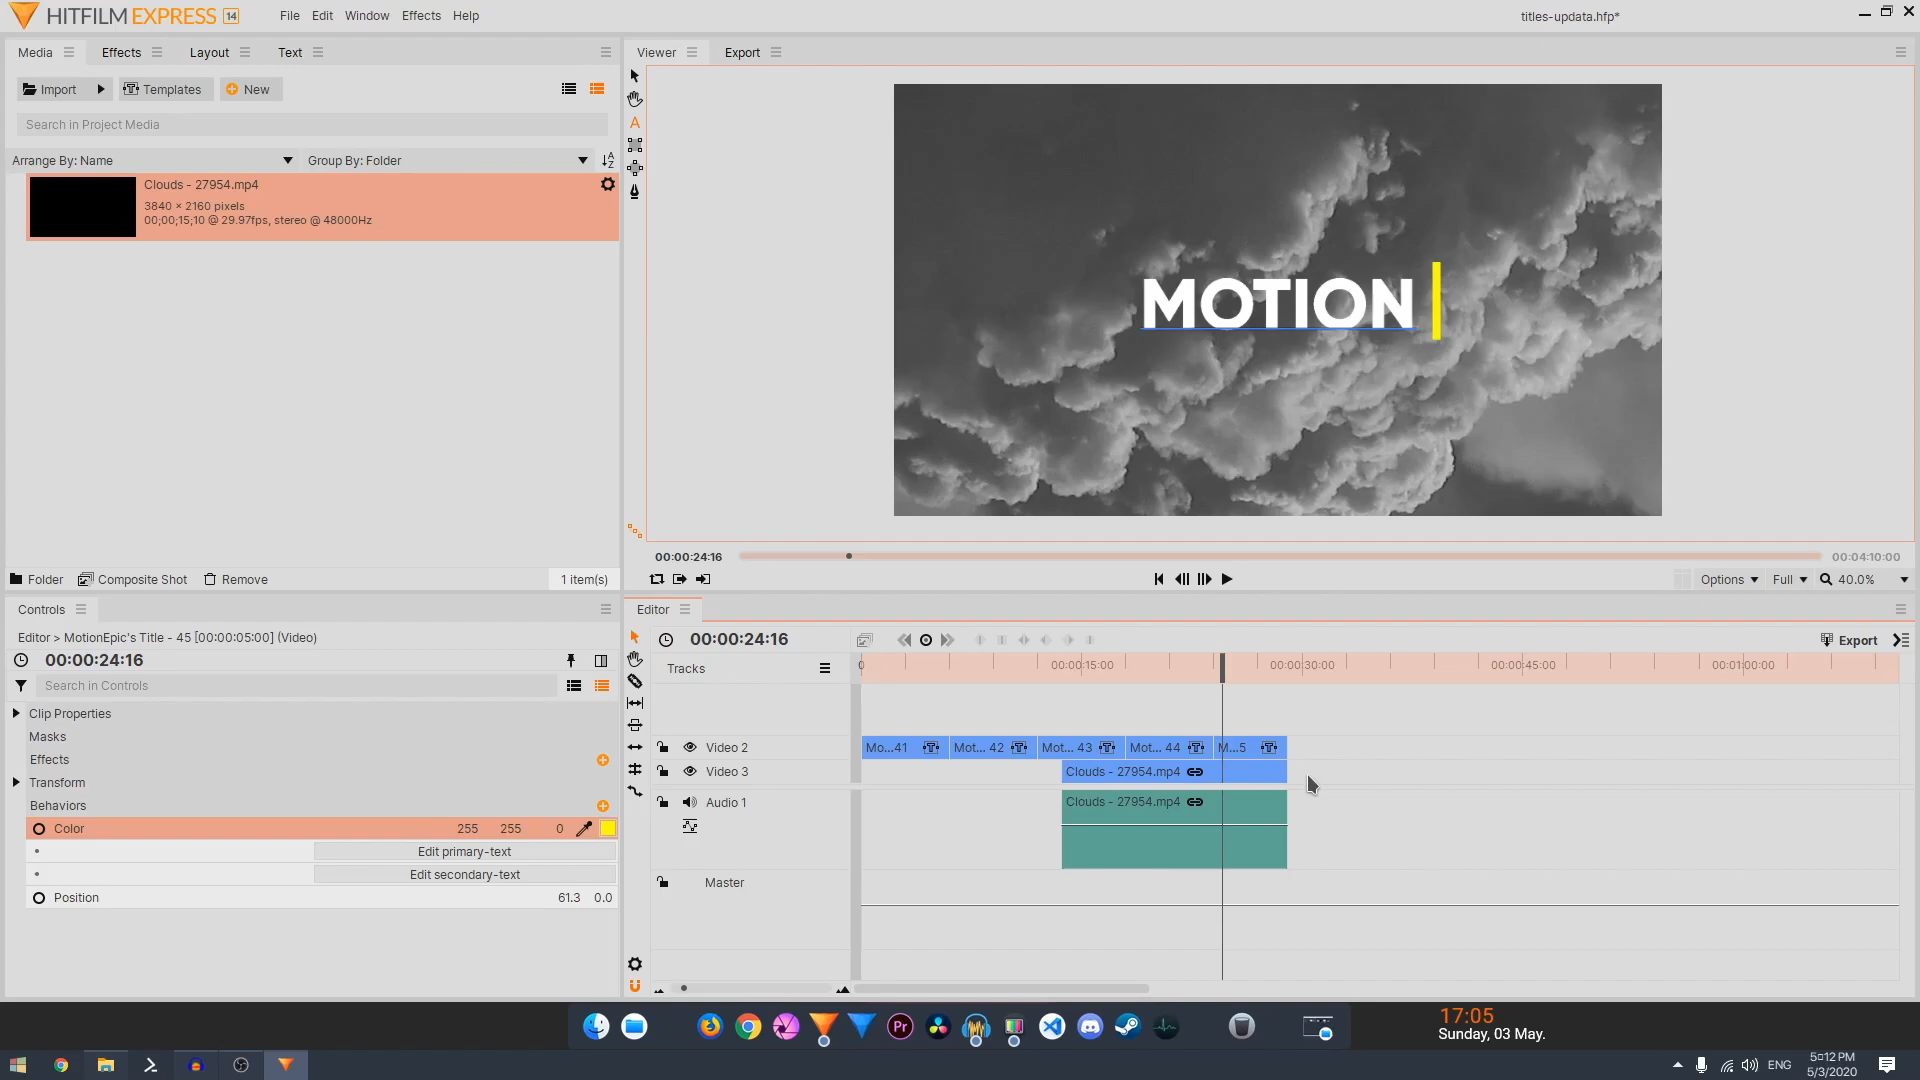 HITFILM EXPRESS 14
File Edit Window Effects Help
titles-updata.hfp*
Media Effects Layout Text
Viewer Export
Import Templates New
Search in Project Media
Arrange By: Name Group By: Folder
Clouds - 27954.mp4
3840 × 2160 pixels
00;00;15;10 @ 29.97fps, stereo @ 48000Hz
MOTION
00:00:24:16 00:04:10:00
Folder Composite Shot Remove 1 item(s)
Options Full 40.0%
Controls
Editor
Editor > MotionEpic's Title - 45 [00:00:05:00] (Video)
00:00:24:16
00:00:24:16
Export
Search in Controls
Tracks
0 00:00:15:00 00:00:30:00 00:00:45:00 00:01:00:00
Clip Properties
Masks
Effects
Transform
Behaviors
Color 255 255 0
Edit primary-text
Edit secondary-text
Position 61.3 0.0
Video 2
Mo...41 Mot... 42 Mot... 43 Mot... 44 M...5
Video 3
Clouds - 27954.mp4
Audio 1
Clouds - 27954.mp4
Master
Pr
17:05
Sunday, 03 May.
ENG
5:12 PM
5/3/2020